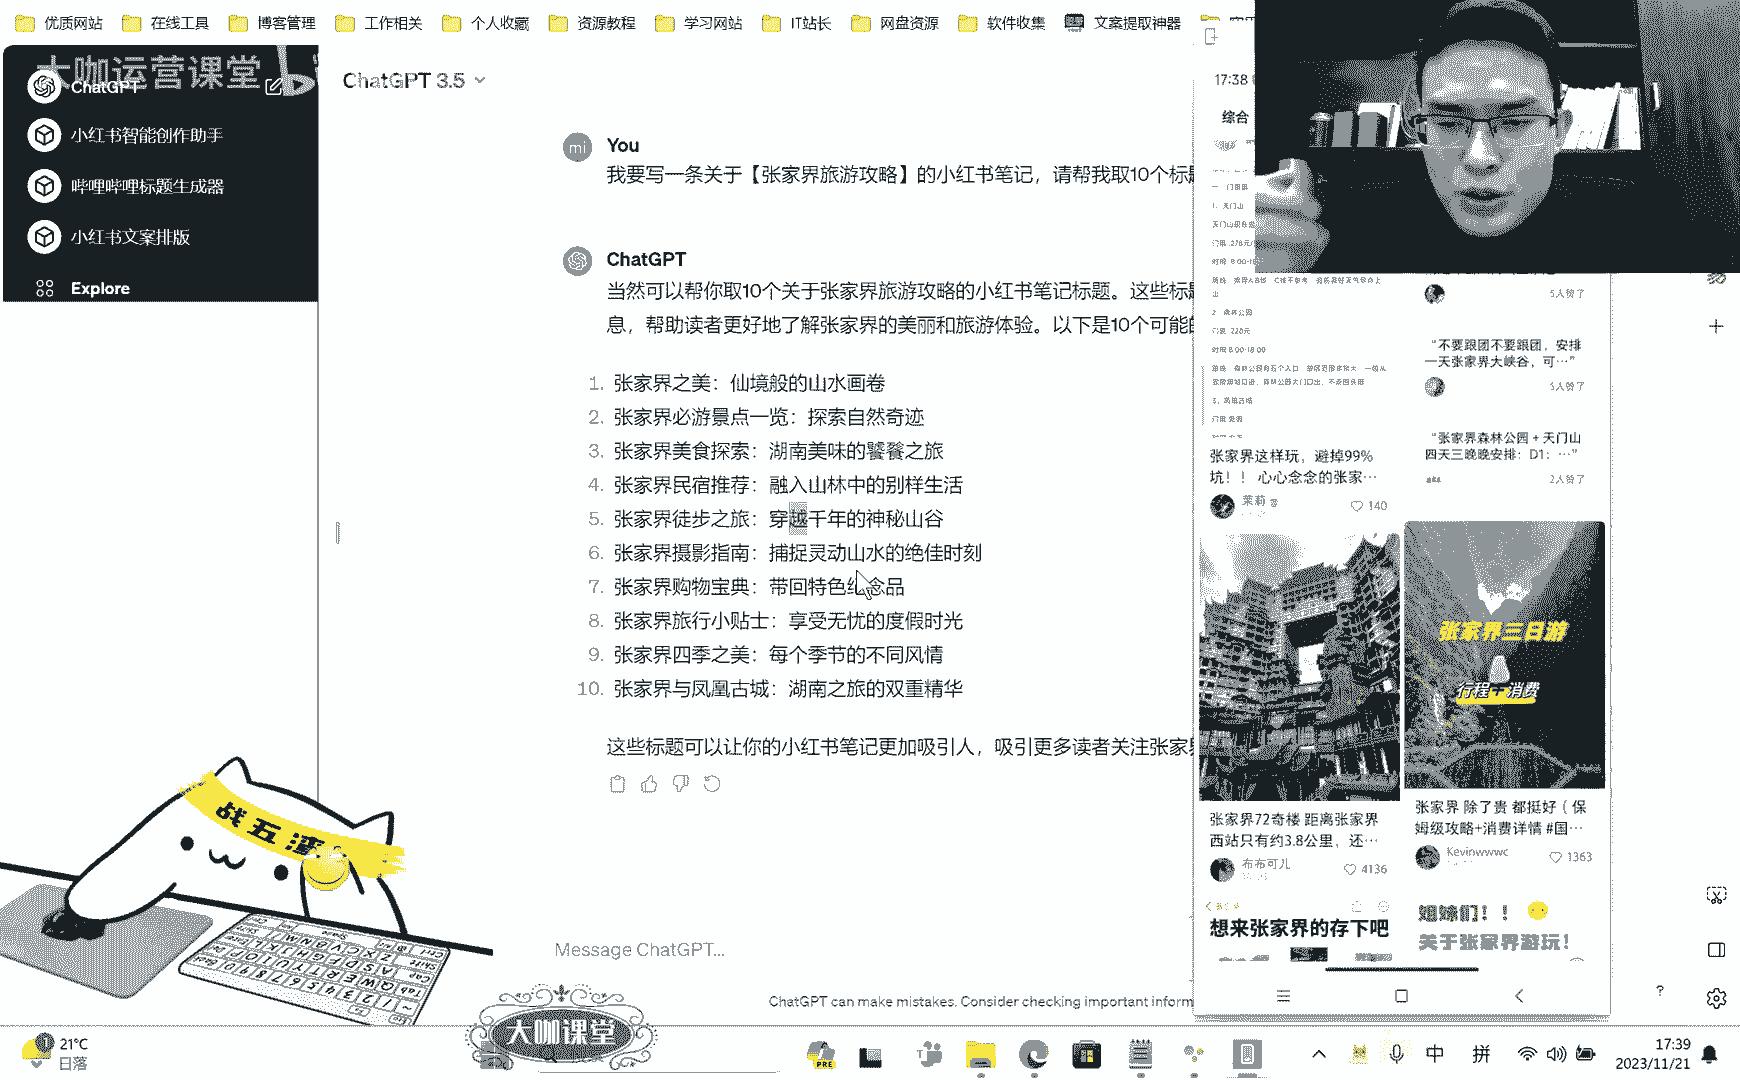 优质网站 在线工具 博客管理 工作相关 个人收藏 资源教程 学习网站 IT站长 网盘资源 软件收集 文案提取神器
大咖运营课堂
ChatGPT
小红书智能创作助手
哔哩哔哩标题生成器
小红书文案排版
Explore
ChatGPT 3.5
mi
You
我要写一条关于【张家界旅游攻略】的小红书笔记，请帮我取10个标题
ChatGPT
当然可以帮你取10个关于张家界旅游攻略的小红书笔记标题。这些标题
息，帮助读者更好地了解张家界的美丽和旅游体验。以下是10个可能的
1. 张家界之美：仙境般的山水画卷
2. 张家界必游景点一览：探索自然奇迹
3. 张家界美食探索：湖南美味的饕餮之旅
4. 张家界民宿推荐：融入山林中的别样生活
5. 张家界徒步之旅：穿越千年的神秘山谷
6. 张家界摄影指南：捕捉灵动山水的绝佳时刻
7. 张家界购物宝典：带回特色纪念品
8. 张家界旅行小贴士：享受无忧的度假时光
9. 张家界四季之美：每个季节的不同风情
10. 张家界与凤凰古城：湖南之旅的双重精华
这些标题可以让你的小红书笔记更加吸引人，吸引更多读者关注张家界
Message ChatGPT...
ChatGPT can make mistakes. Consider checking important inform
17:38
综合
5人赞了
“不要跟团不要跟团，安排
一天张家界大峡谷，可…”
5人赞了
“张家界森林公园+天门山
四天三晚晚安排：D1：…”
2人赞了
张家界这样玩，避掉99%
坑！！ 心心念念的张家…
茉莉
140
张家界三日游
行程+消费
张家界72奇楼 距离张家界
西站只有约3.8公里，还…
布布可儿
4136
张家界 除了贵 都挺好（保
姆级攻略+消费详情 #国…
Kevinwwwc
1363
想来张家界的存下吧
姐妹们！！
关于张家界游玩！
战五渣
大咖课堂
21°C
日落
PRE
中 拼
17:39
2023/11/21